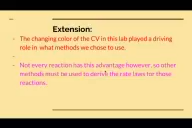 Extension:
- The changing color of the CV in this lab played a driving
role in what methods we chose to use.
-
- Not every reaction has this advantage however, so other
methods must be used to derive the rate laws for those
reactions.